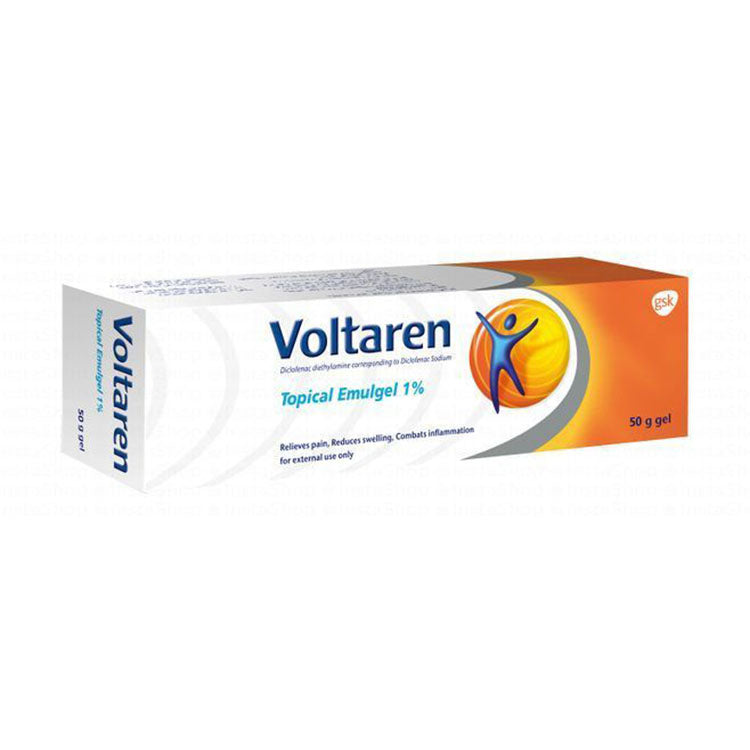 Voltaren
Diclofenac diethylamine corresponding to Diclofenac Sodium
Topical Emulgel 1%
Relieves pain, Reduces swelling, Combats inflammation
for external use only
gsk
50 g gel
Voltaren
Topical Emulgel 1%
50 g gel